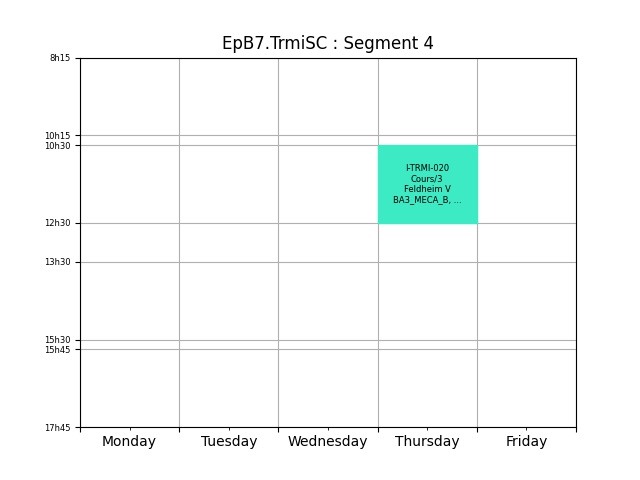 EpB7.TrmiSC : Segment 4
8h15
10h15
10h30
I-TRMI-020
Cours/3
Feldheim V
BA3_MECA_B, ...
12h30
13h30
15h30
15h45
17h45
Monday Tuesday Wednesday Thursday Friday